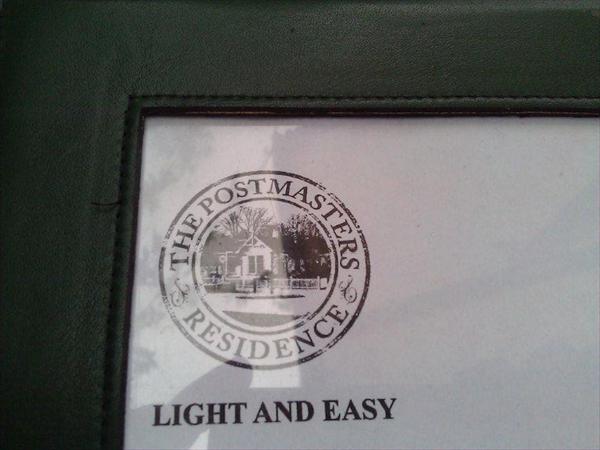 THE POSTMASTERS
RESIDENCE
LIGHT AND EASY